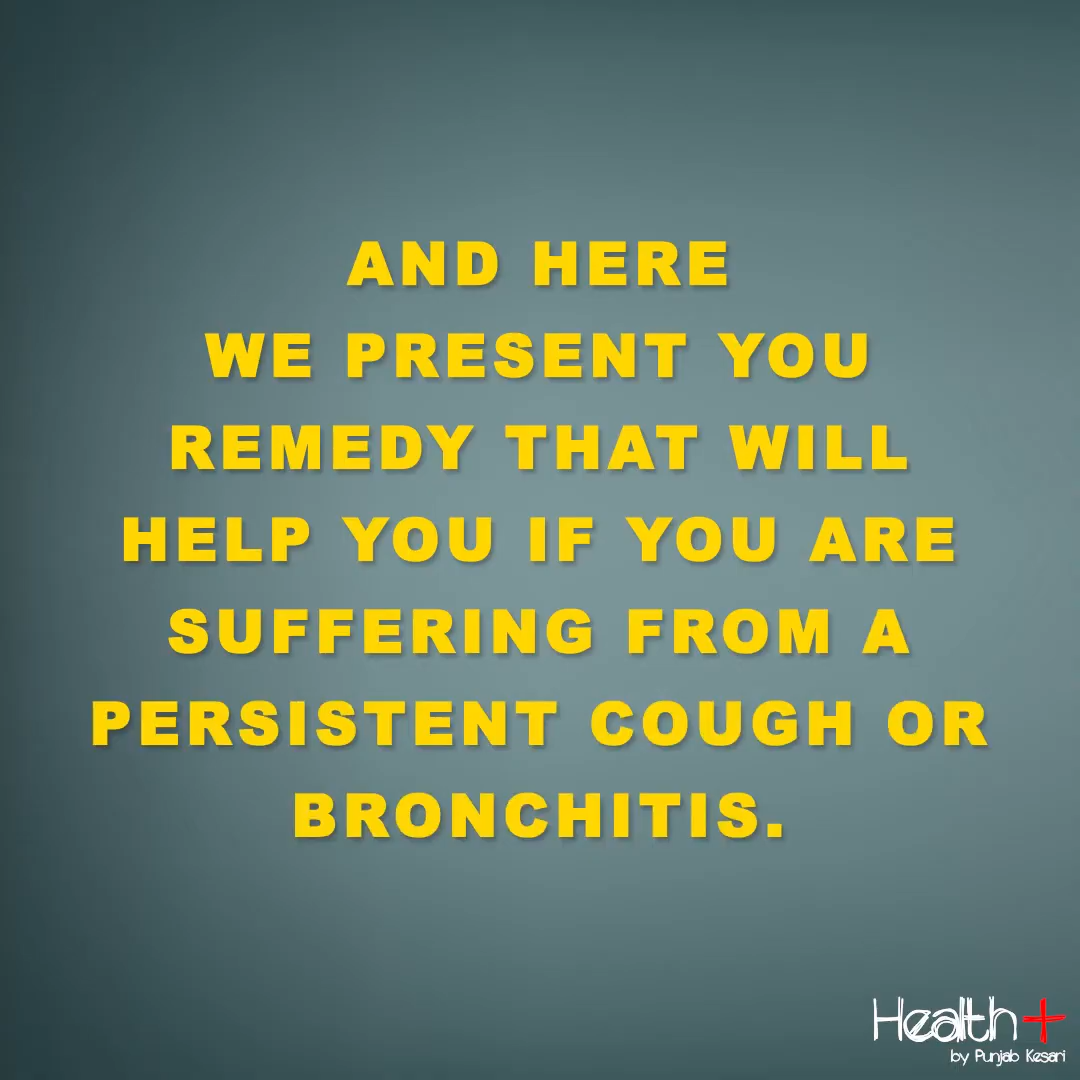 AND HERE
WE PRESENT YOU
REMEDY THAT WILL
HELP YOU IF YOU ARE
SUFFERING FROM A
PERSISTENT COUGH OR
BRONCHITIS.
Health+
by Punjab Kesari